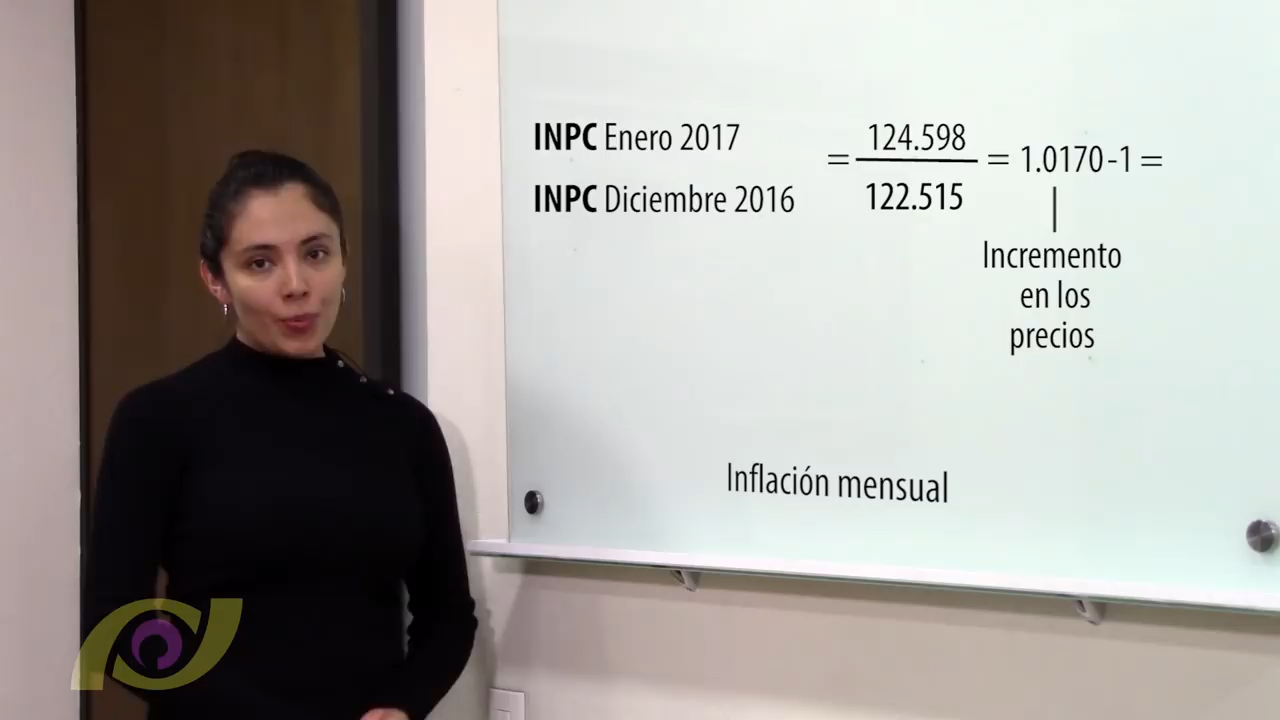 INPC Enero 2017
INPC Diciembre 2016
= 124.598
122.515
= 1.0170-1 =
Incremento
en los
precios
Inflación mensual